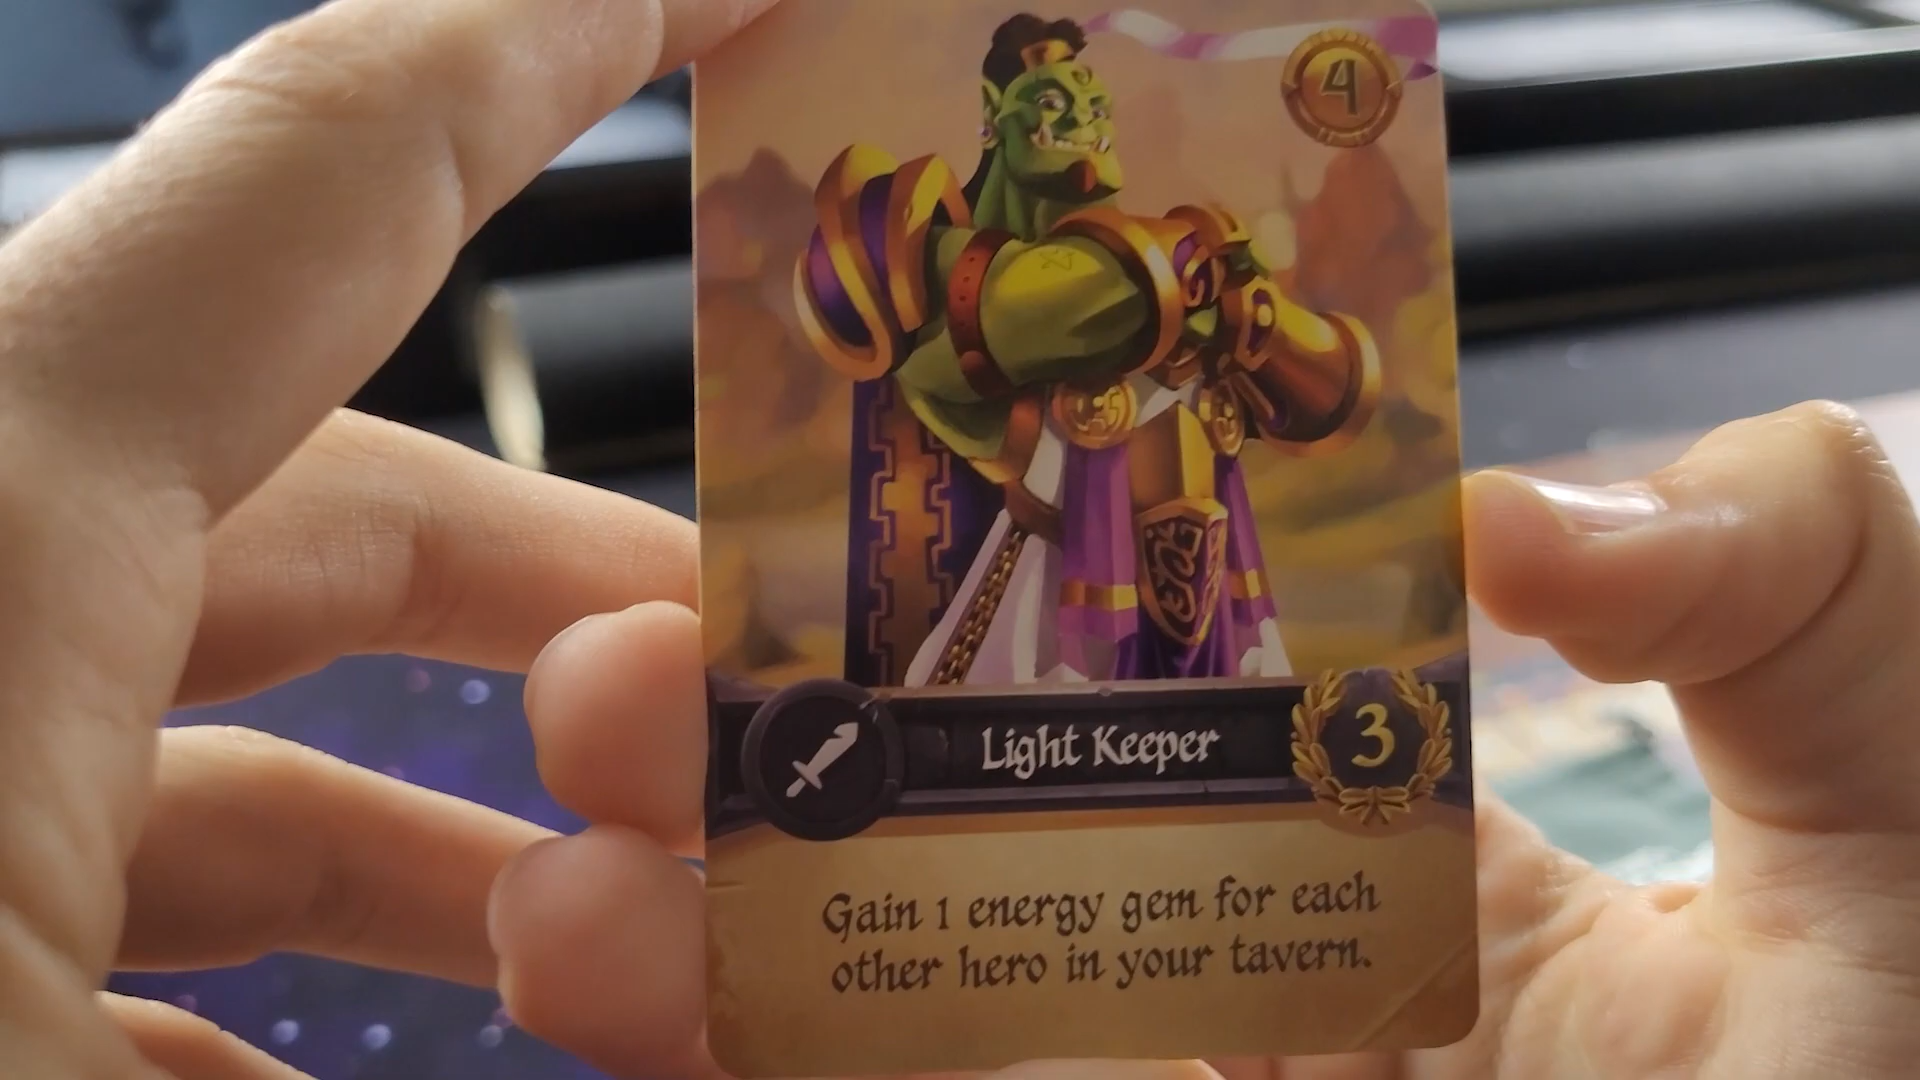 4
Light Keeper
3
Gain 1 energy gem for each
other hero in your tavern.